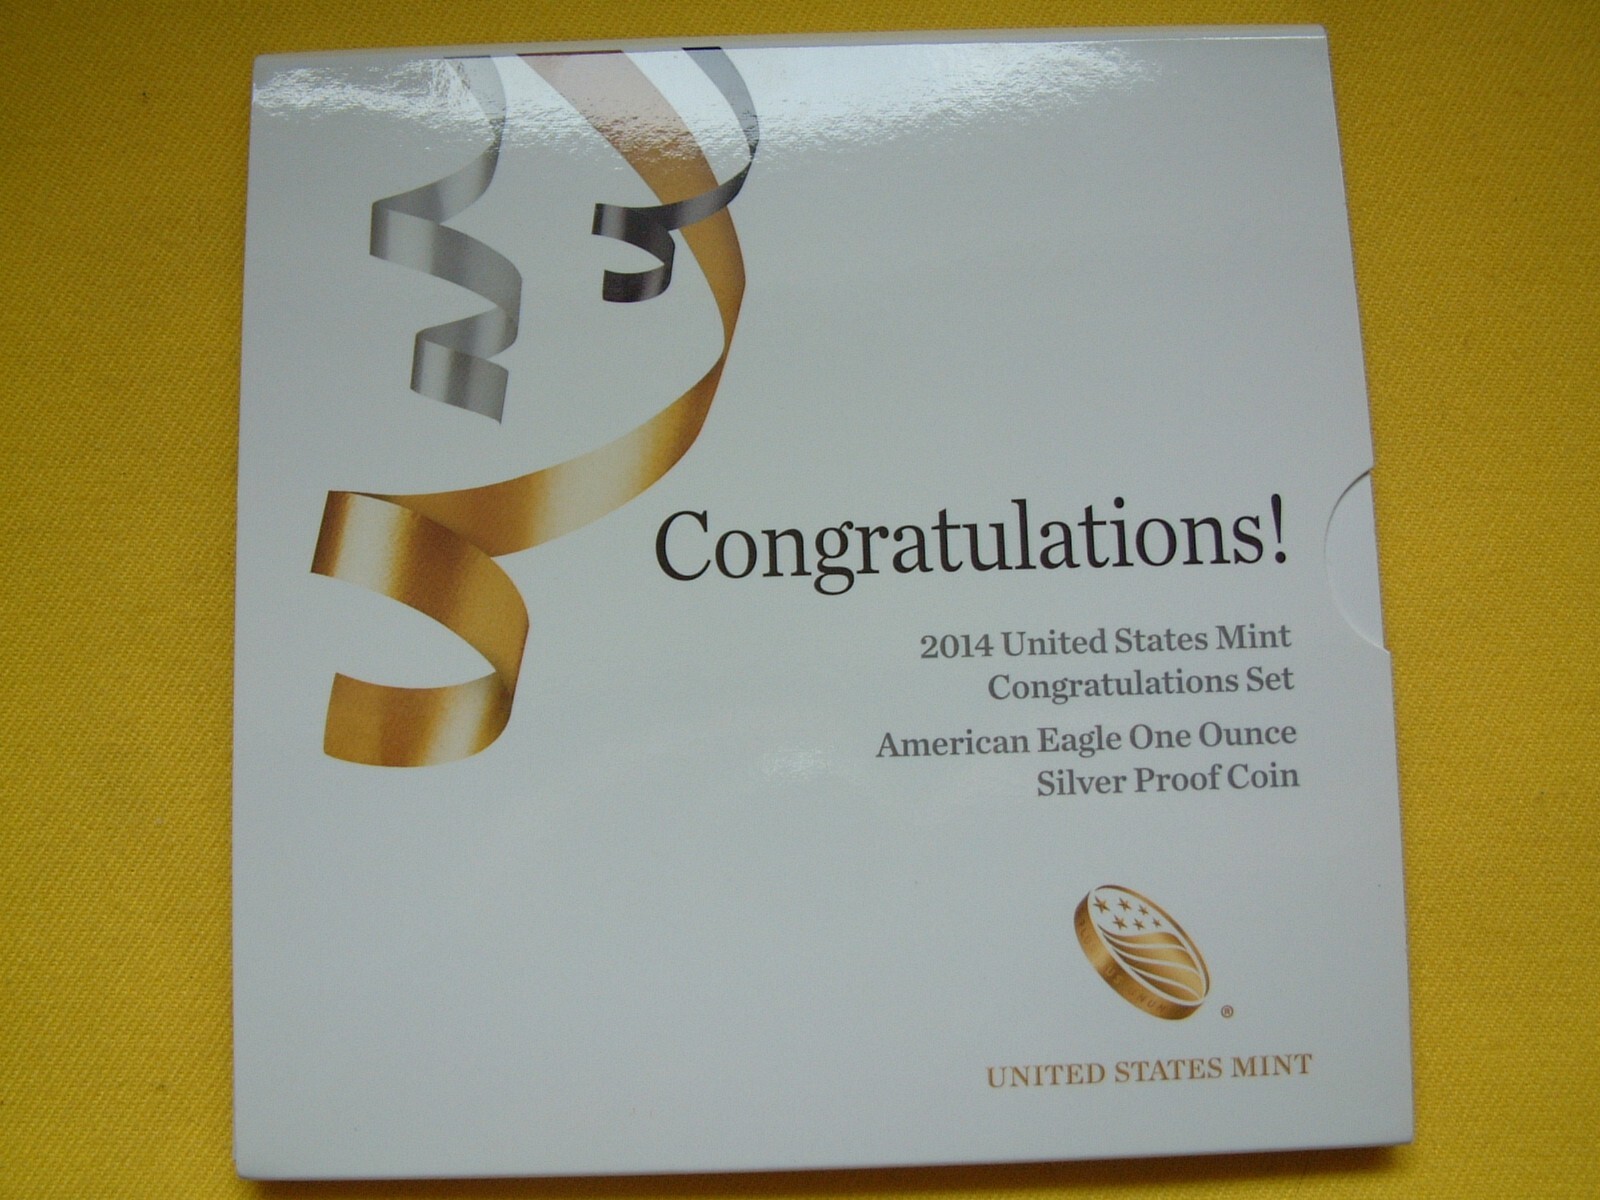 Congratulations!
2014 United States Mint
Congratulations Set
American Eagle One Ounce
Silver Proof Coin
®
UNITED STATES MINT